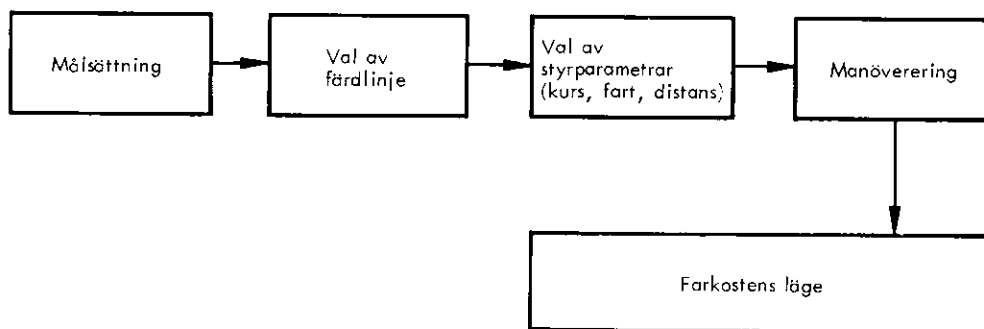 Målsättning
Val av
färdlinje
Val av
styrparametrar
(kurs, fart, distans)
Manöverering
Farkostens läge